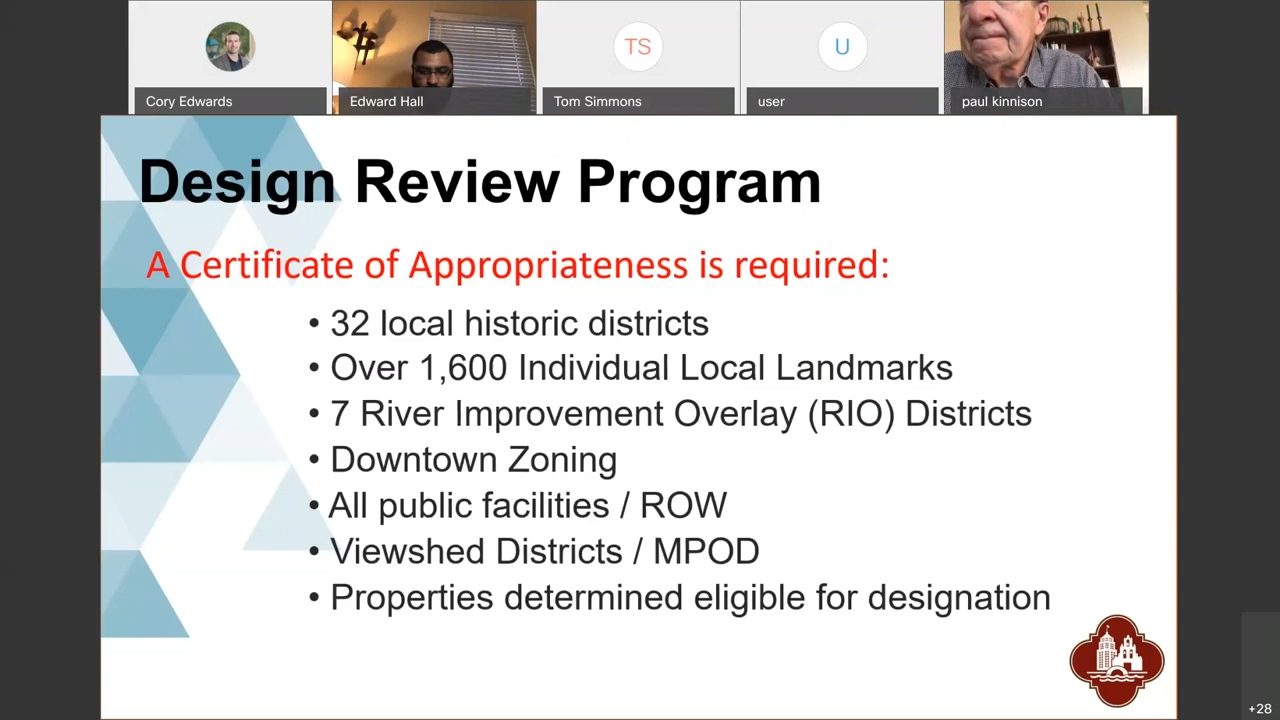 Cory Edwards
Edward Hall
TS
Tom Simmons
U
user
paul kinnison
Design Review Program
A Certificate of Appropriateness is required:
• 32 local historic districts
• Over 1,600 Individual Local Landmarks
• 7 River Improvement Overlay (RIO) Districts
• Downtown Zoning
• All public facilities / ROW
• Viewshed Districts / MPOD
• Properties determined eligible for designation
+28